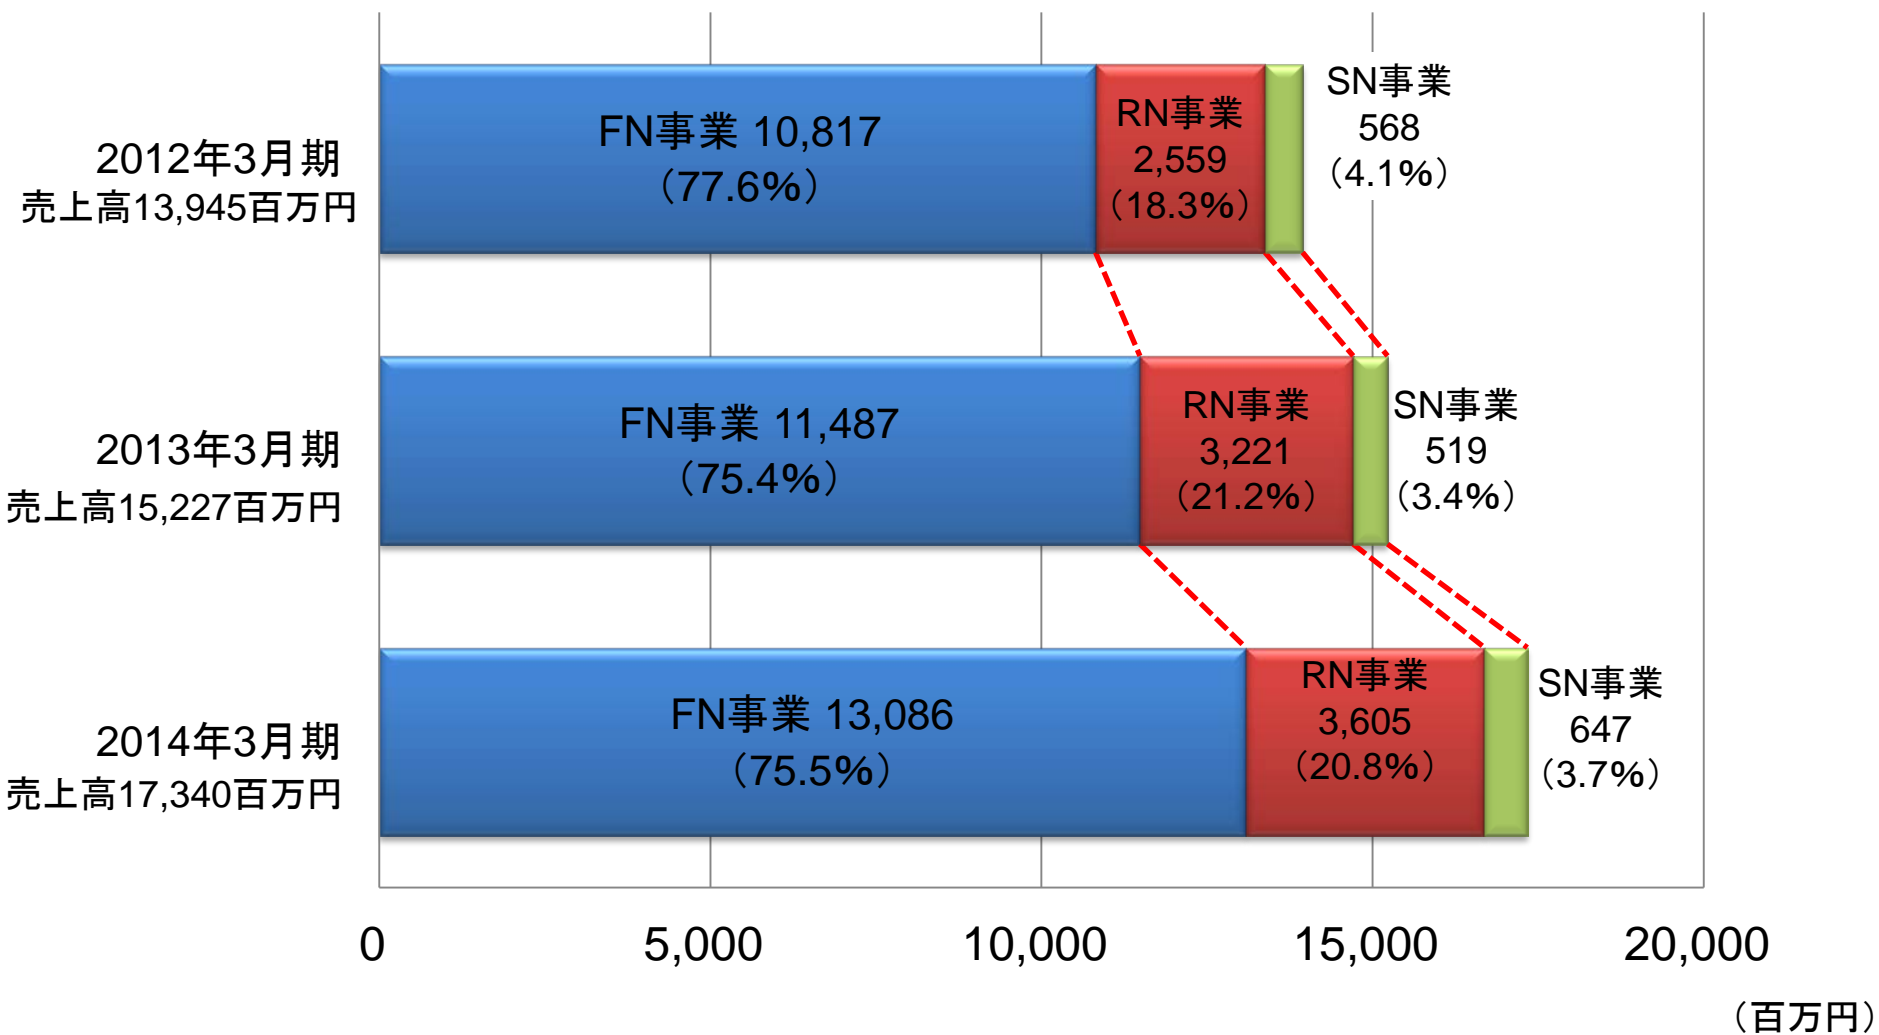 2012年3月期
売上高13,945百万円
FN事業 10,817
（77.6%）
RN事業
2,559
（18.3%）
SN事業
568
（4.1%）
2013年3月期
売上高15,227百万円
FN事業 11,487
（75.4%）
RN事業
3,221
（21.2%）
SN事業
519
（3.4%）
2014年3月期
売上高17,340百万円
FN事業 13,086
（75.5%）
RN事業
3,605
（20.8%）
SN事業
647
（3.7%）
0 5,000 10,000 15,000 20,000
（百万円）